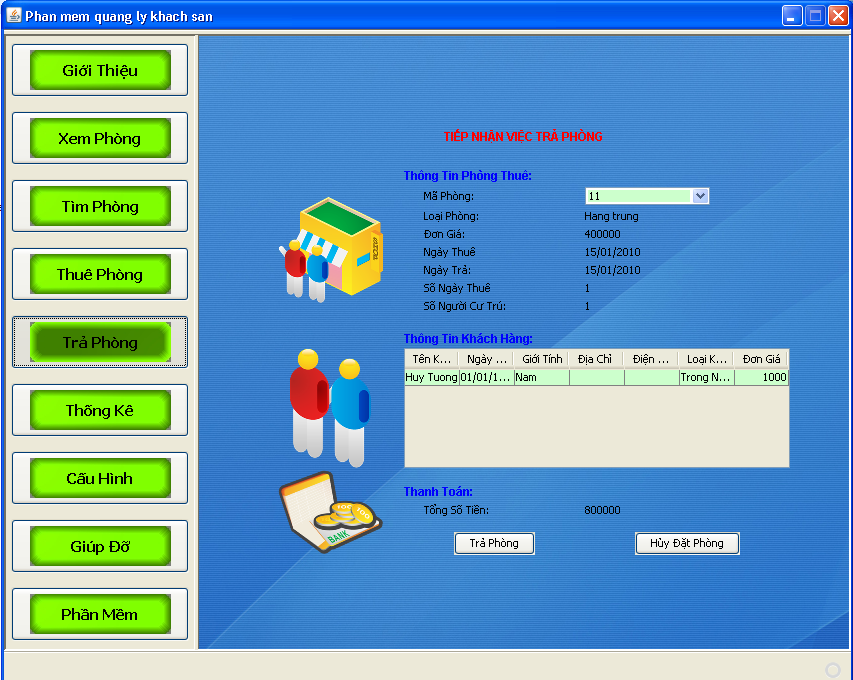 Phan mem quang ly khach san
Giới Thiệu
Xem Phòng
Tìm Phòng
Thuê Phòng
Trả Phòng
Thống Kê
Cấu Hình
Giúp Đỡ
Phần Mềm
TIẾP NHẬN VIỆC TRẢ PHÒNG
Thông Tin Phòng Thuê:
Mã Phòng: 11
Loại Phòng: Hang trung
Đơn Giá: 400000
Ngày Thuê 15/01/2010
Ngày Trả: 15/01/2010
Số Ngày Thuê 1
Số Người Cư Trú: 1
Thông Tin Khách Hàng:
Tên K... Ngày ... Giới Tính Địa Chỉ Điện ... Loại K... Đơn Giá
Huy Tuong 01/01/1... Nam Trong N... 1000
Thanh Toán:
Tổng Số Tiền: 800000
BANK
Trả Phòng Hủy Đặt Phòng